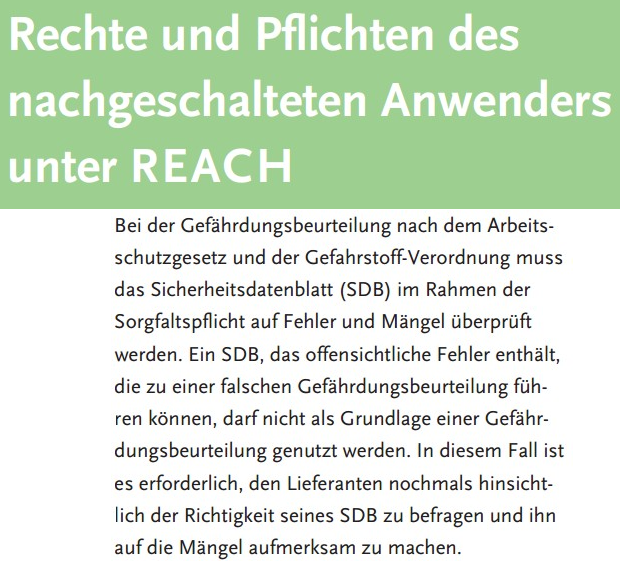 Rechte und Pflichten des
nachgeschalteten Anwenders
unter REACH
Bei der Gefährdungsbeurteilung nach dem Arbeits-
schutzgesetz und der Gefahrstoff-Verordnung muss
das Sicherheitsdatenblatt (SDB) im Rahmen der
Sorgfaltspflicht auf Fehler und Mängel überprüft
werden. Ein SDB, das offensichtliche Fehler enthält,
die zu einer falschen Gefährdungsbeurteilung füh-
ren können, darf nicht als Grundlage einer Gefähr-
dungsbeurteilung genutzt werden. In diesem Fall ist
es erforderlich, den Lieferanten nochmals hinsicht-
lich der Richtigkeit seines SDB zu befragen und ihn
auf die Mängel aufmerksam zu machen.